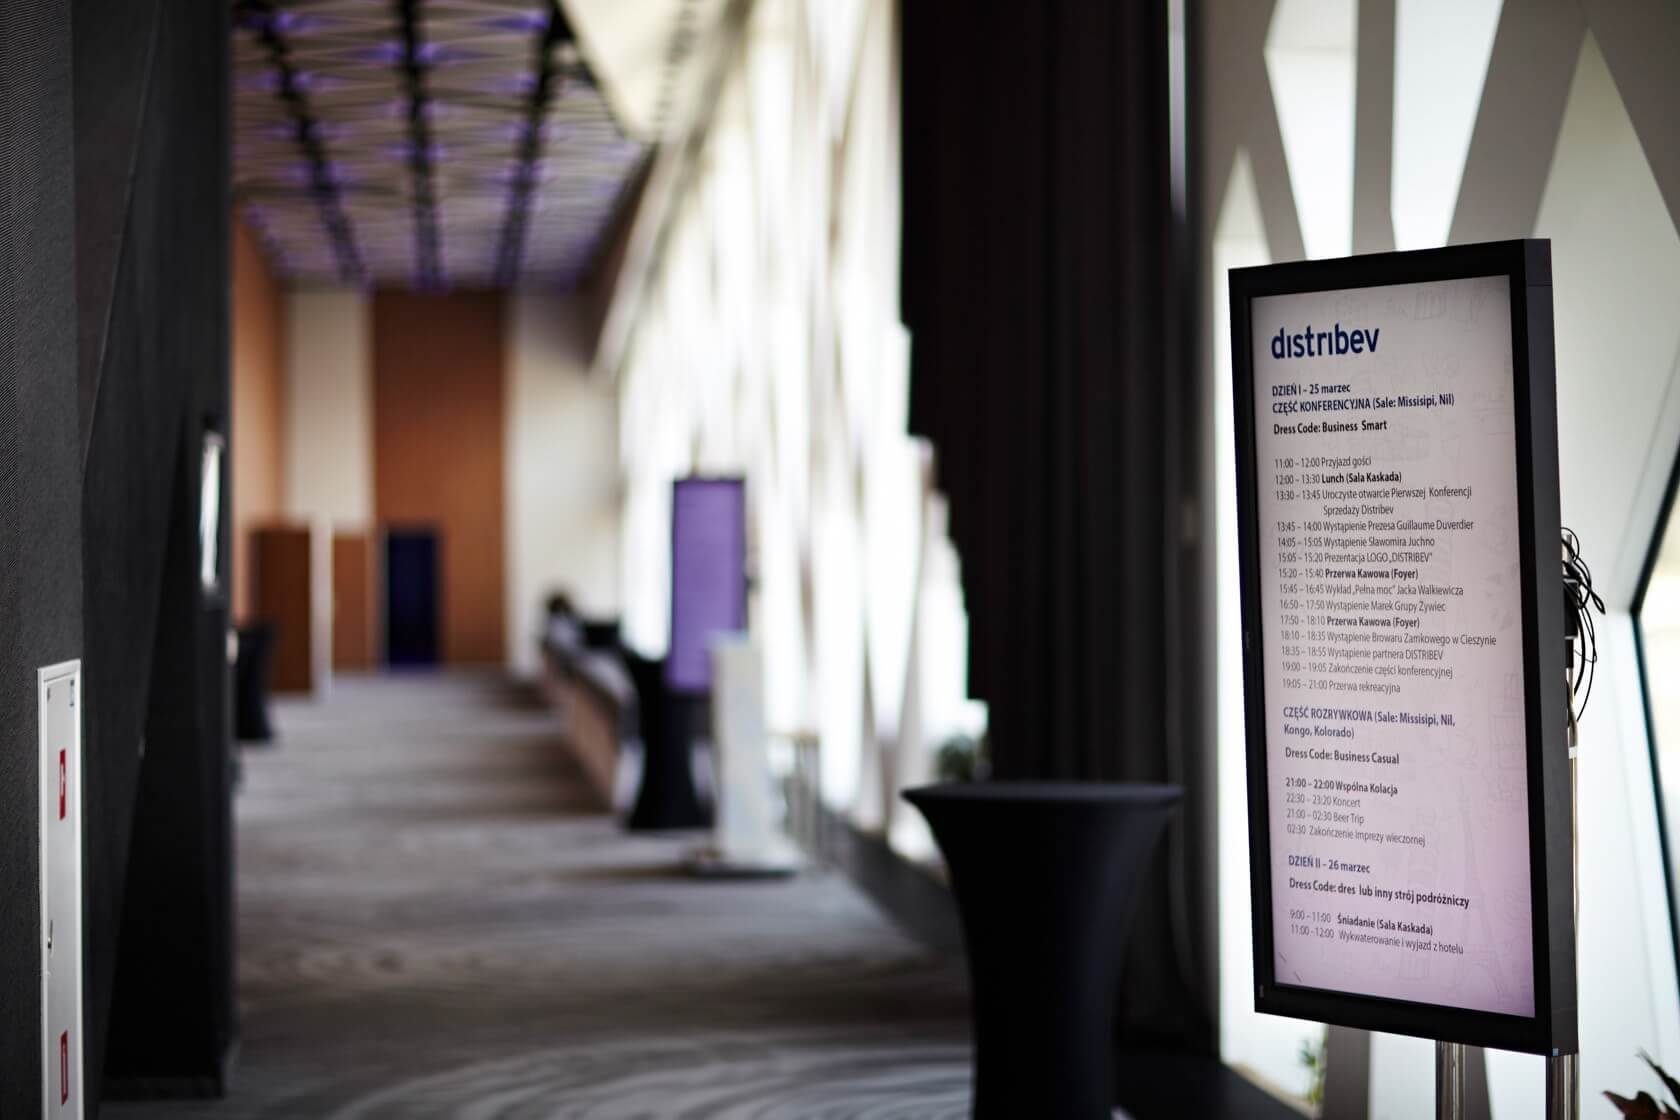 distribev
DZIEŃ I – 25 marzec
CZĘŚĆ KONFERENCYJNA (Sale: Missisipi, Nil)
Dress Code: Business Smart
11:00 – 12:00 Przyjazd gości
12:00 – 13:30 Lunch (Sala Kaskada)
13:30 – 13:45 Uroczyste otwarcie Pierwszej Konferencji
Sprzedaży Distribev
13:45 – 14:00 Wystąpienie Prezesa Guillaume Duverdier
14:05 – 15:05 Wystąpienie Sławomira Juchno
15:05 – 15:20 Prezentacja LOGO „DISTRIBEV"
15:20 – 15:40 Przerwa Kawowa (Foyer)
15:45 – 16:45 Wykład „Pełna moc" Jacka Walkiewicza
16:50 – 17:50 Wystąpienie Marek Grupy Żywiec
17:50 – 18:10 Przerwa Kawowa (Foyer)
18:10 – 18:35 Wystąpienie Browaru Zamkowego w Cieszynie
18:35 – 18:55 Wystąpienie partnera DISTRIBEV
19:00 – 19:05 Zakończenie części konferencyjnej
19:05 – 21:00 Przerwa rekreacyjna
CZĘŚĆ ROZRYWKOWA (Sale: Missisipi, Nil,
Kongo, Kolorado)
Dress Code: Business Casual
21:00 – 22:00 Wspólna Kolacja
22:30 – 23:20 Koncert
21:00 – 02:30 Beer Trip
02:30 Zakończenie imprezy wieczornej
DZIEŃ II – 26 marzec
Dress Code: dres lub inny strój podróżniczy
9:00 – 11:00 Śniadanie (Sala Kaskada)
11:00 - 12:00 Wykwaterowanie i wyjazd z hotelu